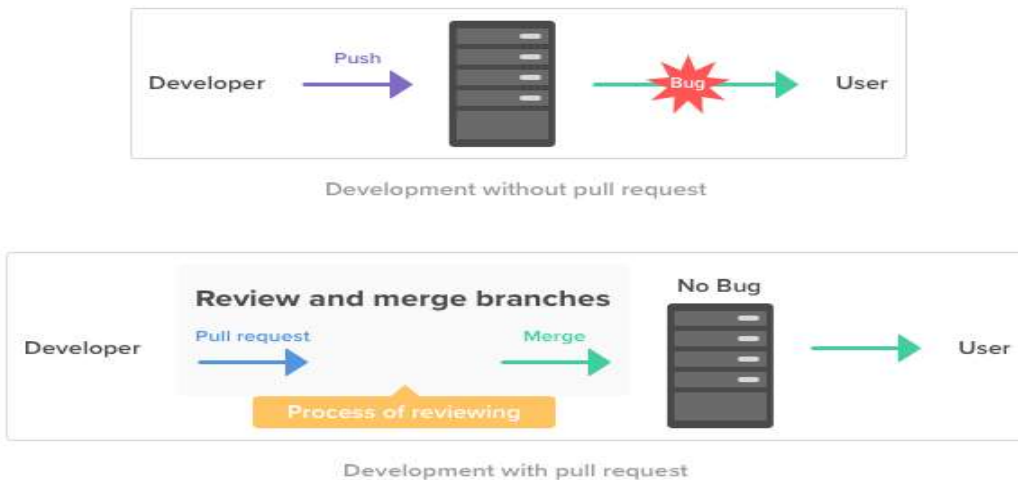 Push
Developer
Bug
User
Development without pull request
No Bug
Review and merge branches
Pull request
Merge
Developer
User
Process of reviewing
Development with pull request